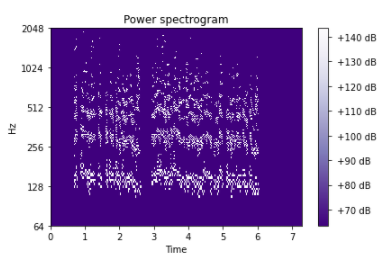 Power spectrogram
2048
1024
512
256
128
64
Hz
0 1 2 3 4 5 6 7
Time
+140 dB
+130 dB
+120 dB
+110 dB
+100 dB
+90 dB
+80 dB
+70 dB